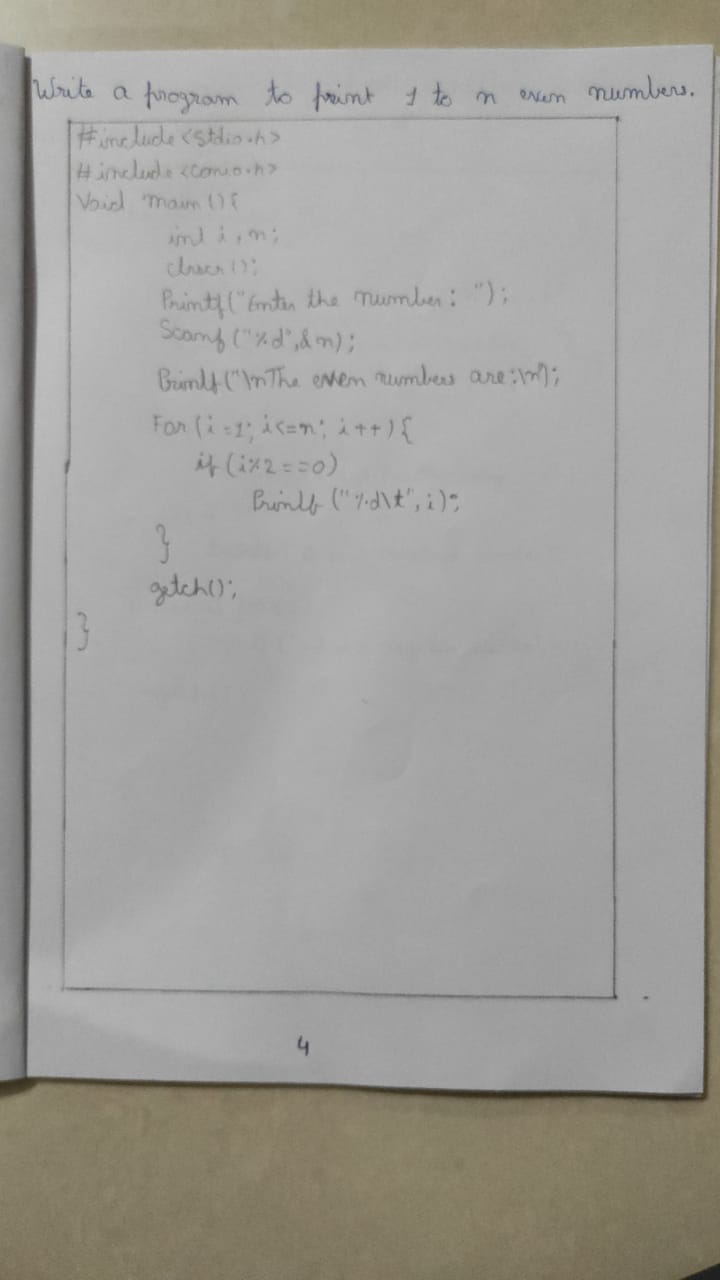 Write a program to print 1 to n even numbers.
#include <stdio.h>
#include <conio.h>
Void main () {
int i, n;
clrscr ();
Printf ("Enter the number: ");
Scanf ("%d", &n);
Printf ("\nThe even numbers are:\n");
For (i = 1; i <= n; i++) {
if (i%2 == 0)
Printf ("%d\t", i);
}
getch ();
}
4